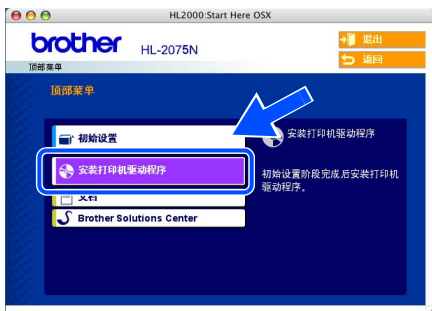 HL2000:Start Here OSX
brother
HL-2075N
退出
返回
顶部菜单
顶部菜单
初始设置
安装打印机驱动程序
文档
Brother Solutions Center
安装打印机驱动程序
初始设置阶段完成后安装打印机
驱动程序。